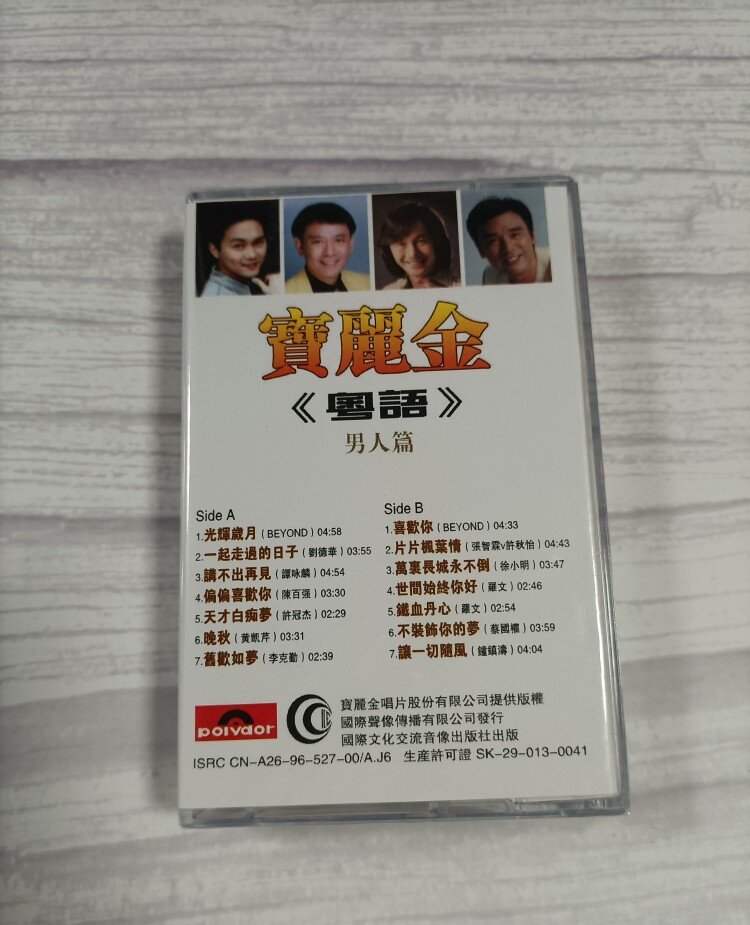 寶麗金
《粵語》
男人篇
Side A
1.光輝歲月(BEYOND)04:58
2.一起走過的日子(劉德華)03:55
3.講不出再見(譚咏麟)04:54
4.偏偏喜歡你(陳百强)03:30
5.天才白痴夢(許冠杰)02:29
6.晚秋(黄凱芹)03:31
7.舊歡如夢(李克勤)02:39
Side B
1.喜歡你(BEYOND)04:33
2.片片楓葉情(張智霖v許秋怡)04:43
3.萬裏長城永不倒(徐小明)03:47
4.世間始終你好(羅文)02:46
5.鐵血丹心(羅文)02:54
6.不裝飾你的夢(蔡國權)03:59
7.讓一切隨風(鐘鎮濤)04:04
polydor
寶麗金唱片股份有限公司提供版權
國際聲像傳播有限公司發行
國際文化交流音像出版社出版
ISRC CN-A26-96-527-00/A.J6 生産許可證 SK-29-013-0041